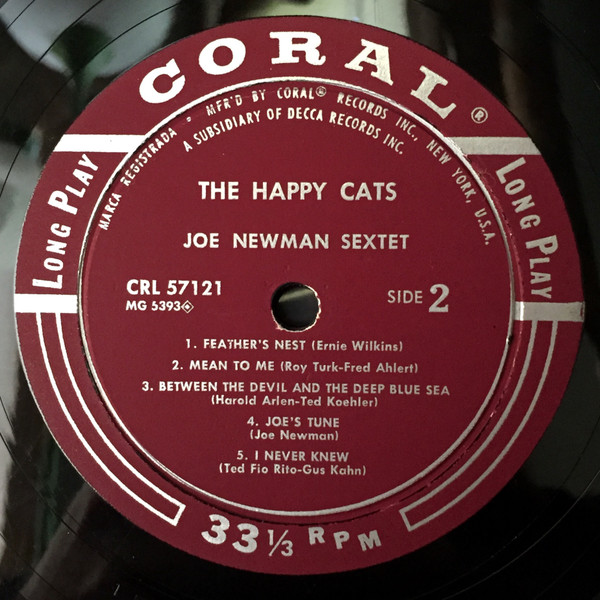 CORAL®
MARCA REGISTRADA • MFR'D BY CORAL® RECORDS INC., NEW YORK, U.S.A.
A SUBSIDIARY OF DECCA RECORDS INC.
LONG PLAY
LONG PLAY
THE HAPPY CATS
JOE NEWMAN SEXTET
CRL 57121
SIDE 2
MG 5393◈
1. FEATHER'S NEST (Ernie Wilkins)
2. MEAN TO ME (Roy Turk-Fred Ahlert)
3. BETWEEN THE DEVIL AND THE DEEP BLUE SEA
(Harold Arlen-Ted Koehler)
4. JOE'S TUNE
(Joe Newman)
5. I NEVER KNEW
(Ted Fio Rito-Gus Kahn)
33 1/3 RPM